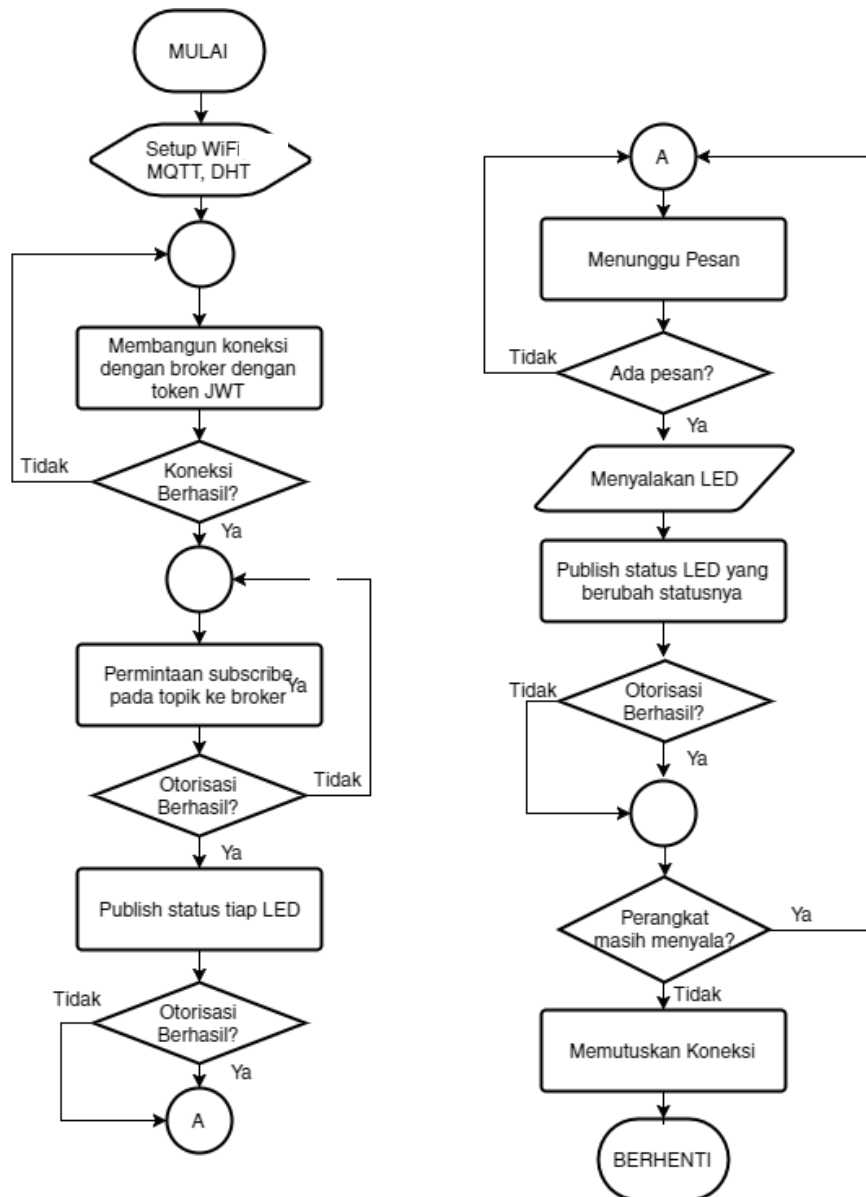 MULAI
Setup WiFi
MQTT, DHT
Membangun koneksi
dengan broker dengan
token JWT
Tidak
Koneksi
Berhasil?
Ya
Permintaan subscribe
pada topik ke broker
Ya
Otorisasi
Berhasil?
Tidak
Ya
Publish status tiap LED
Tidak
Otorisasi
Berhasil?
Ya
A
A
Menunggu Pesan
Tidak
Ada pesan?
Ya
Menyalakan LED
Publish status LED yang
berubah statusnya
Tidak
Otorisasi
Berhasil?
Ya
Perangkat
masih menyala?
Ya
Tidak
Memutuskan Koneksi
BERHENTI